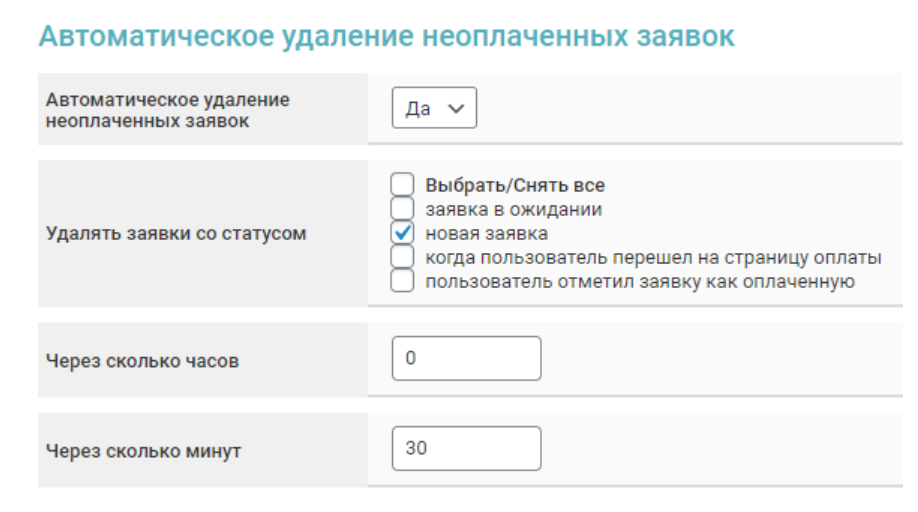 Автоматическое удаление неоплаченных заявок
Автоматическое удаление
неоплаченных заявок
Да
Удалять заявки со статусом
Выбрать/Снять все
заявка в ожидании
новая заявка
когда пользователь перешел на страницу оплаты
пользователь отметил заявку как оплаченную
Через сколько часов
0
Через сколько минут
30